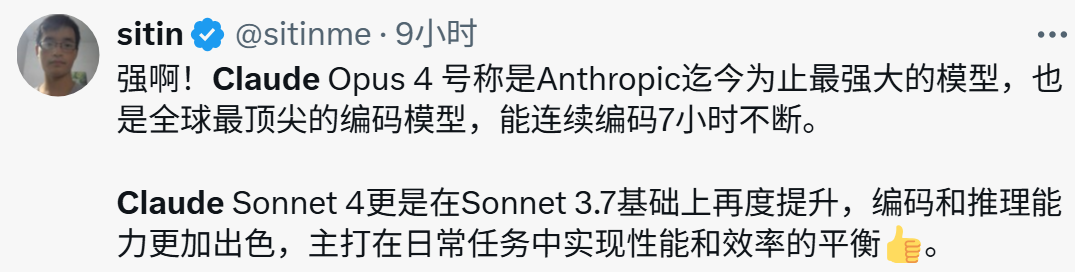 sitin @sitinme · 9小时
强啊！Claude Opus 4 号称是Anthropic迄今为止最强大的模型，也
是全球最顶尖的编码模型，能连续编码7小时不断。
Claude Sonnet 4更是在Sonnet 3.7基础上再度提升，编码和推理能
力更加出色，主打在日常任务中实现性能和效率的平衡👍。